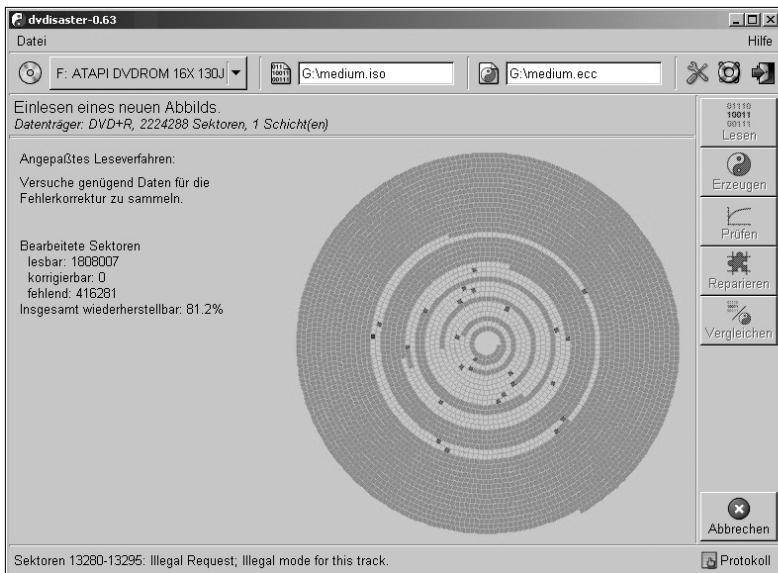 dvdisaster-0.63
Datei
Hilfe
F: ATAPI DVDROM 16X 130J
G:\medium.iso
G:\medium.ecc
Einlesen eines neuen Abbilds.
Datenträger: DVD+R, 2224288 Sektoren, 1 Schicht(en)
Angepaßtes Leseverfahren:
Versuche genügend Daten für die
Fehlerkorrektur zu sammeln.
Bearbeitete Sektoren
lesbar: 1808007
korrigierbar: 0
fehlend: 416281
Insgesamt wiederherstellbar: 81.2%
01110
10011
00111
Lesen
Erzeugen
Prüfen
Reparieren
Vergleichen
Abbrechen
Sektoren 13280-13295: Illegal Request; Illegal mode for this track.
Protokoll